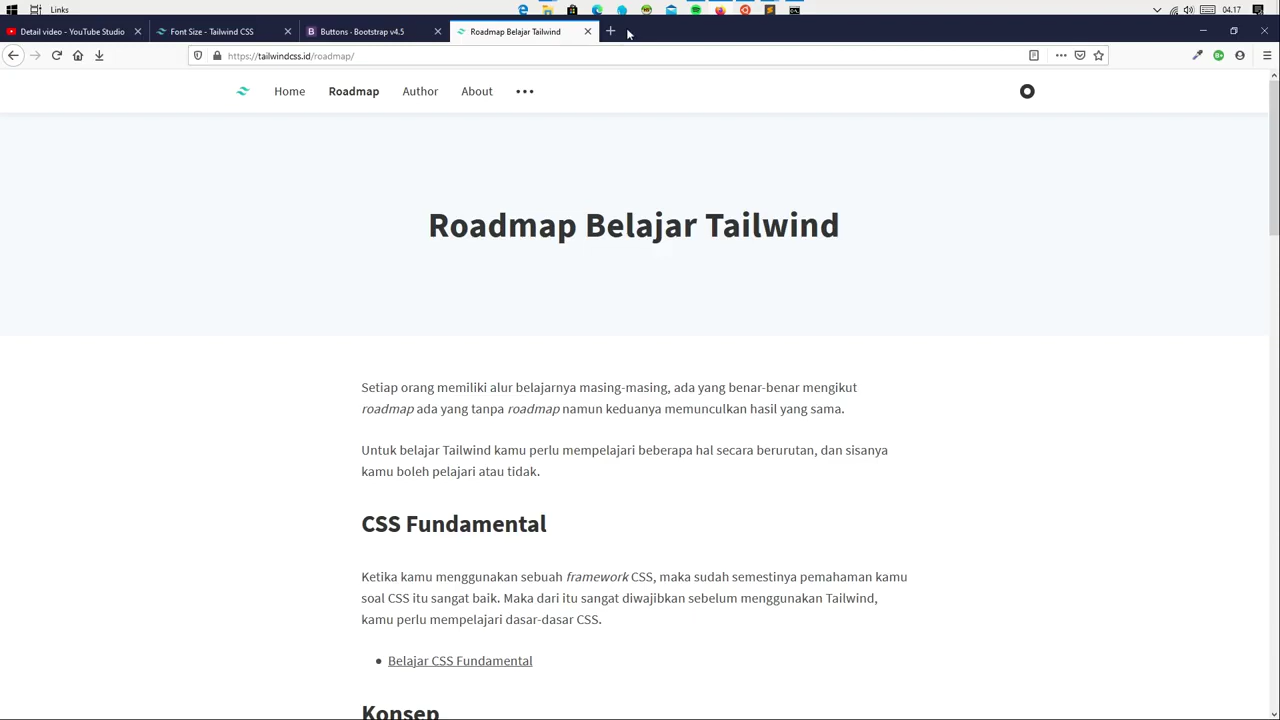 Links
04.17
Detail video - YouTube Studio
Font Size - Tailwind CSS
Buttons · Bootstrap v4.5
Roadmap Belajar Tailwind
https://tailwindcss.id/roadmap/
Home Roadmap Author About
Roadmap Belajar Tailwind
Setiap orang memiliki alur belajarnya masing-masing, ada yang benar-benar mengikut
roadmap ada yang tanpa roadmap namun keduanya memunculkan hasil yang sama.
Untuk belajar Tailwind kamu perlu mempelajari beberapa hal secara berurutan, dan sisanya
kamu boleh pelajari atau tidak.
CSS Fundamental
Ketika kamu menggunakan sebuah framework CSS, maka sudah semestinya pemahaman kamu
soal CSS itu sangat baik. Maka dari itu sangat diwajibkan sebelum menggunakan Tailwind,
kamu perlu mempelajari dasar-dasar CSS.
Belajar CSS Fundamental
Konsep